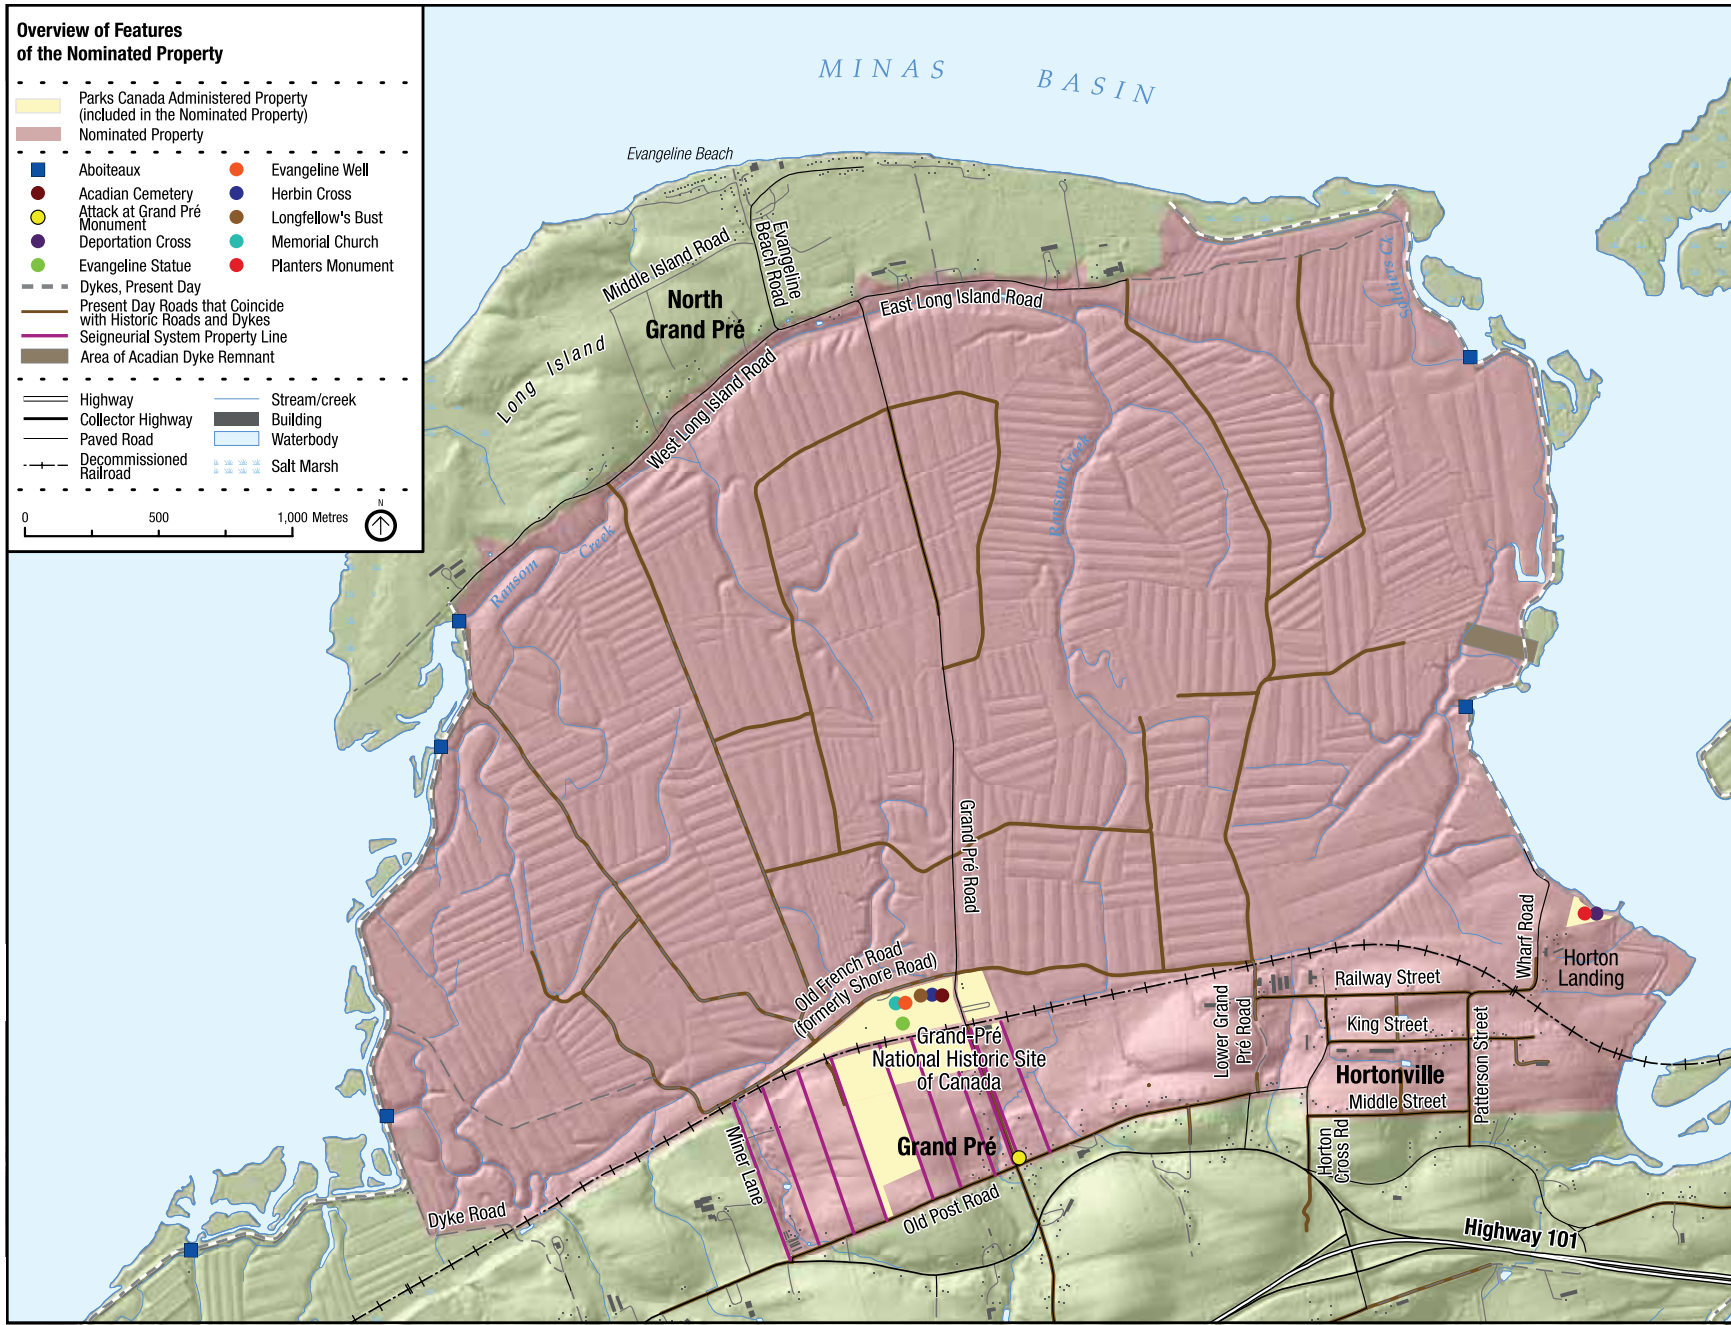 Overview of Features
of the Nominated Property
Parks Canada Administered Property
(included in the Nominated Property)
Nominated Property
Aboiteaux
Acadian Cemetery
Attack at Grand Pré
Monument
Deportation Cross
Evangeline Statue
Evangeline Well
Herbin Cross
Longfellow's Bust
Memorial Church
Planters Monument
Dykes, Present Day
Present Day Roads that Coincide
with Historic Roads and Dykes
Seigneurial System Property Line
Area of Acadian Dyke Remnant
Highway
Collector Highway
Paved Road
Decommissioned
Railroad
Stream/creek
Building
Waterbody
Salt Marsh
0 500 1,000 Metres
N
MINAS BASIN
Evangeline Beach
Middle Island Road
Evangeline
Beach Road
North
Grand Pré
Long Island
East Long Island Road
West Long Island Road
Soldiers Ck
Ransom Creek
Ransom Creek
Grand Pré Road
Old French Road
(formerly Shore Road)
Grand-Pré
National Historic Site
of Canada
Lower Grand
Pré Road
Railway Street
Wharf Road
Horton
Landing
King Street
Hortonville
Middle Street
Patterson Street
Horton
Cross Rd
Grand Pré
Miner Lane
Old Post Road
Dyke Road
Highway 101